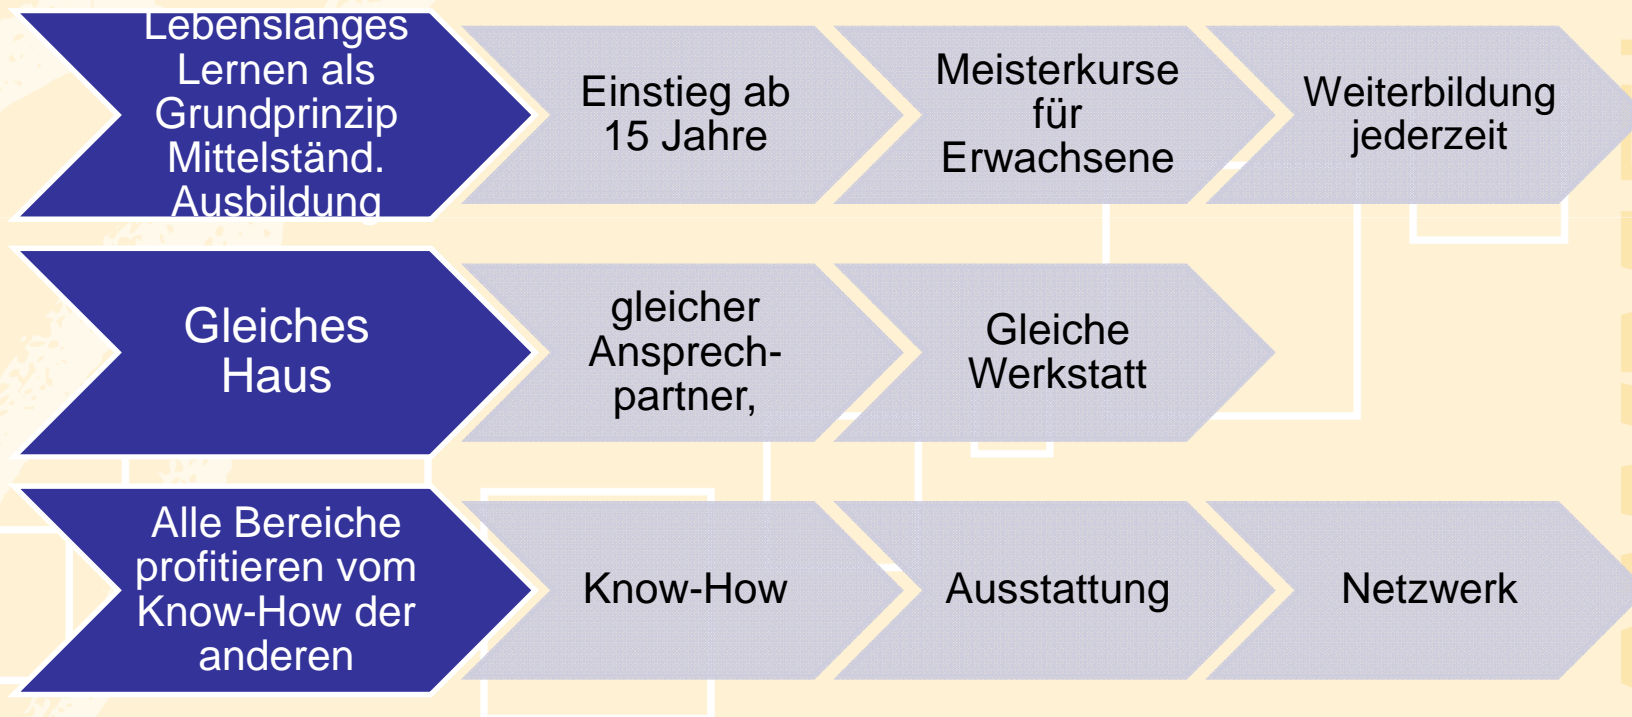 Lebenslanges
Lernen als
Grundprinzip
Mittelständ.
Ausbildung
Einstieg ab
15 Jahre
Meisterkurse
für
Erwachsene
Weiterbildung
jederzeit
Gleiches
Haus
gleicher
Ansprech-
partner,
Gleiche
Werkstatt
Alle Bereiche
profitieren vom
Know-How der
anderen
Know-How
Ausstattung
Netzwerk